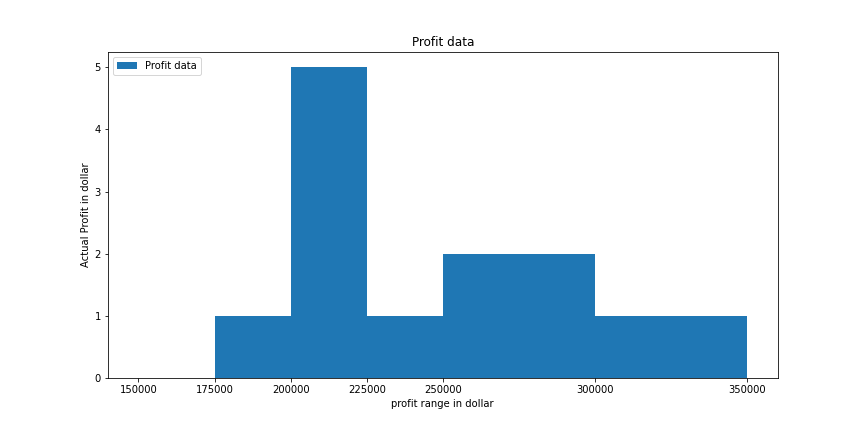 Profit data
Profit data
5
4
3
2
1
0
Actual Profit in dollar
150000 175000 200000 225000 250000 300000 350000
profit range in dollar